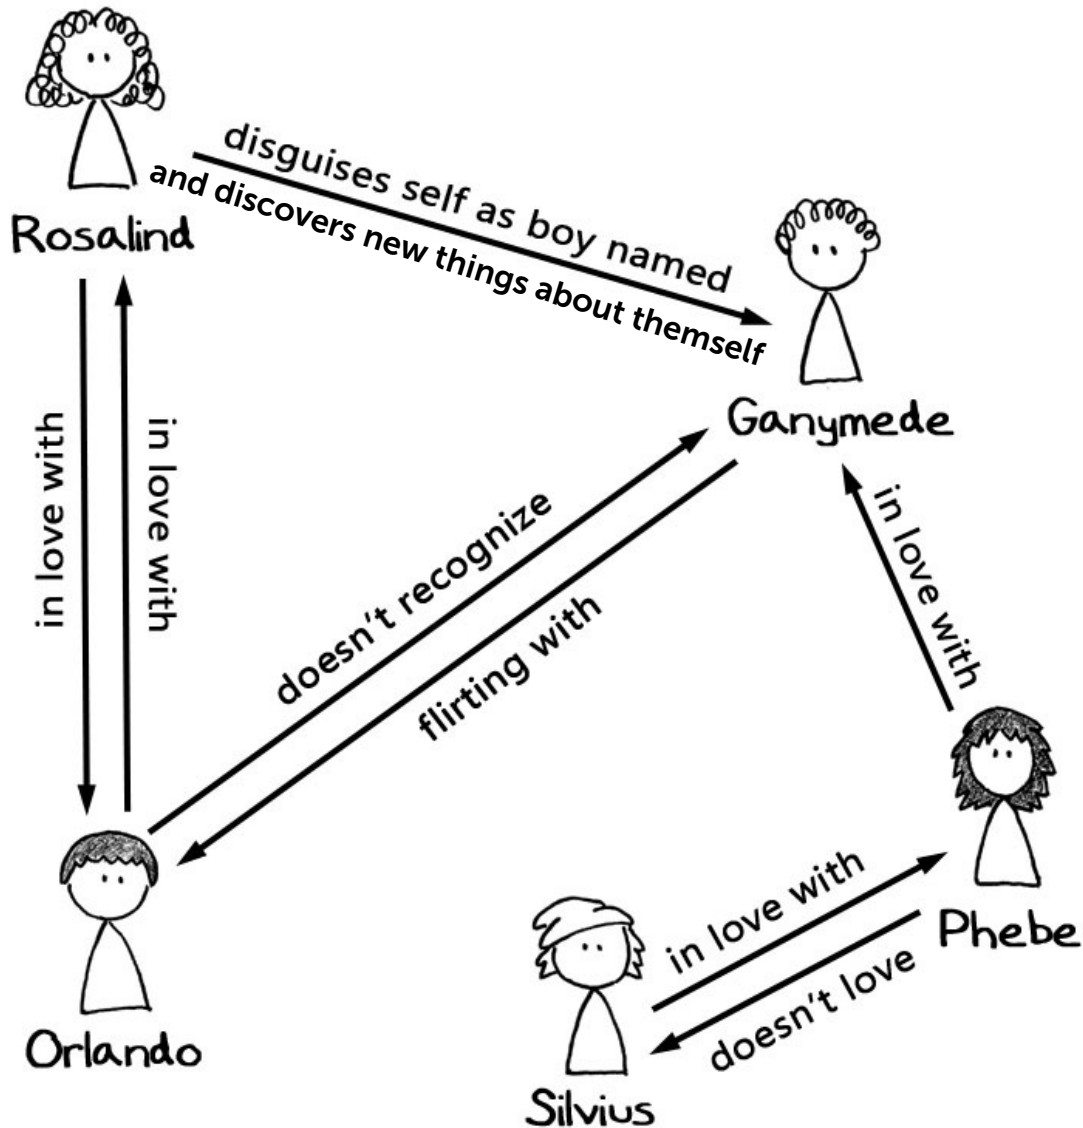 disguises self as boy named
and discovers new things about themself
Rosalind
Ganymede
in love with
in love with
doesn't recognize
flirting with
in love with
in love with
doesn't love
Phebe
Orlando
Silvius